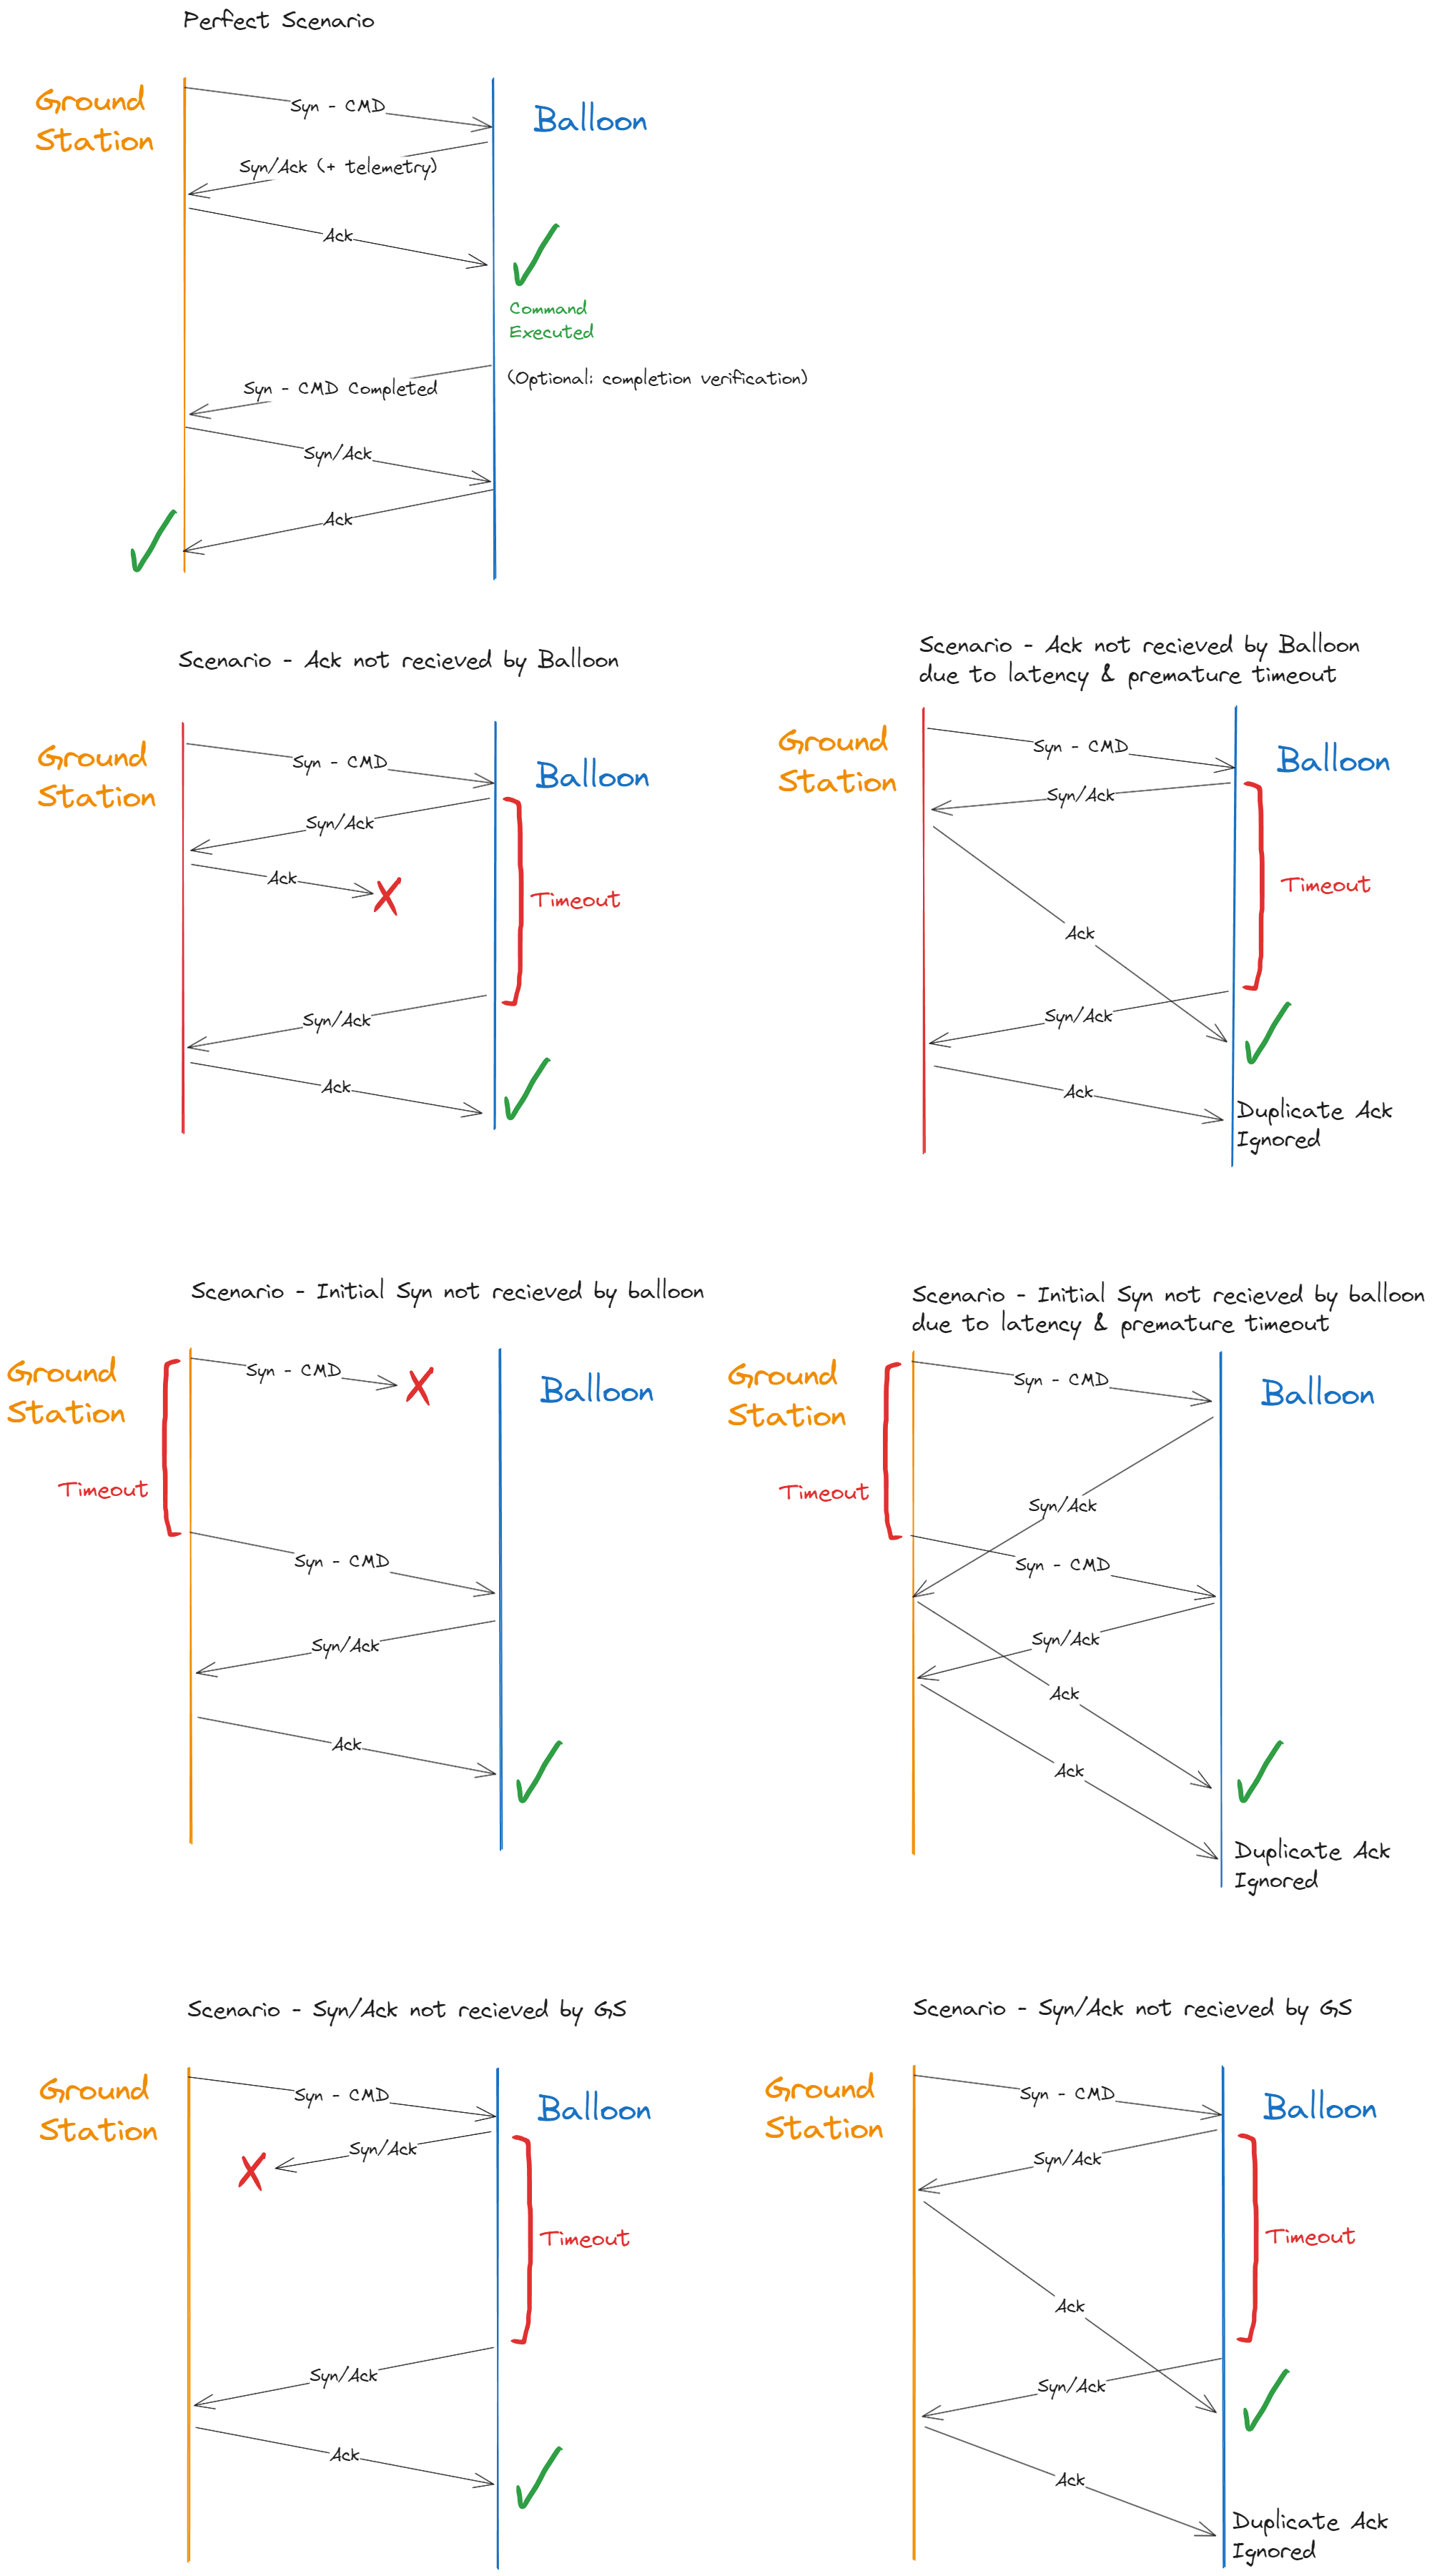 Perfect Scenario
Ground
Station
Balloon
Syn - CMD
Syn/Ack (+ telemetry)
Ack
Command
Executed
Syn - CMD Completed
(Optional: completion verification)
Syn/Ack
Ack
Scenario - Ack not recieved by Balloon
Ground
Station
Balloon
Syn - CMD
Syn/Ack
Ack
Timeout
Syn/Ack
Ack
Scenario - Ack not recieved by Balloon
due to latency & premature timeout
Ground
Station
Balloon
Syn - CMD
Syn/Ack
Timeout
Ack
Syn/Ack
Ack
Duplicate Ack
Ignored
Scenario - Initial Syn not recieved by balloon
Ground
Station
Balloon
Syn - CMD
Timeout
Syn - CMD
Syn/Ack
Ack
Scenario - Initial Syn not recieved by balloon
due to latency & premature timeout
Ground
Station
Balloon
Syn - CMD
Timeout
Syn/Ack
Syn - CMD
Syn/Ack
Ack
Ack
Duplicate Ack
Ignored
Scenario - Syn/Ack not recieved by GS
Ground
Station
Balloon
Syn - CMD
Syn/Ack
Timeout
Syn/Ack
Ack
Scenario - Syn/Ack not recieved by GS
Ground
Station
Balloon
Syn - CMD
Syn/Ack
Timeout
Ack
Syn/Ack
Ack
Duplicate Ack
Ignored